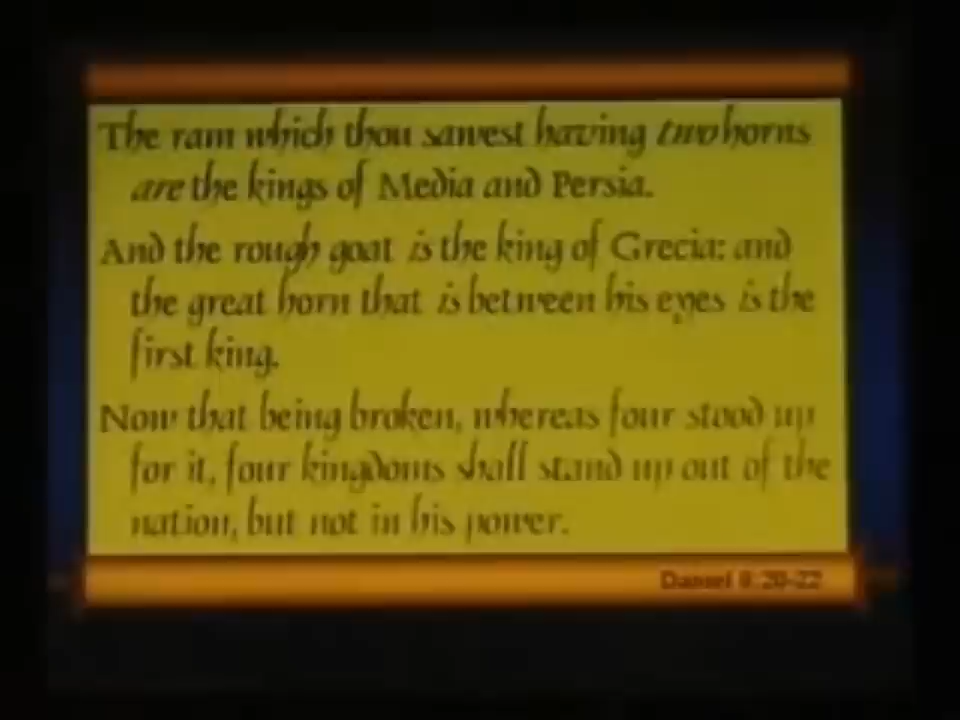 The ram which thou sawest having two horns
are the kings of Media and Persia.
And the rough goat is the king of Grecia: and
the great horn that is between his eyes is the
first king.
Now that being broken, whereas four stood up
for it, four kingdoms shall stand up out of the
nation, but not in his power.
Daniel 8:20-22